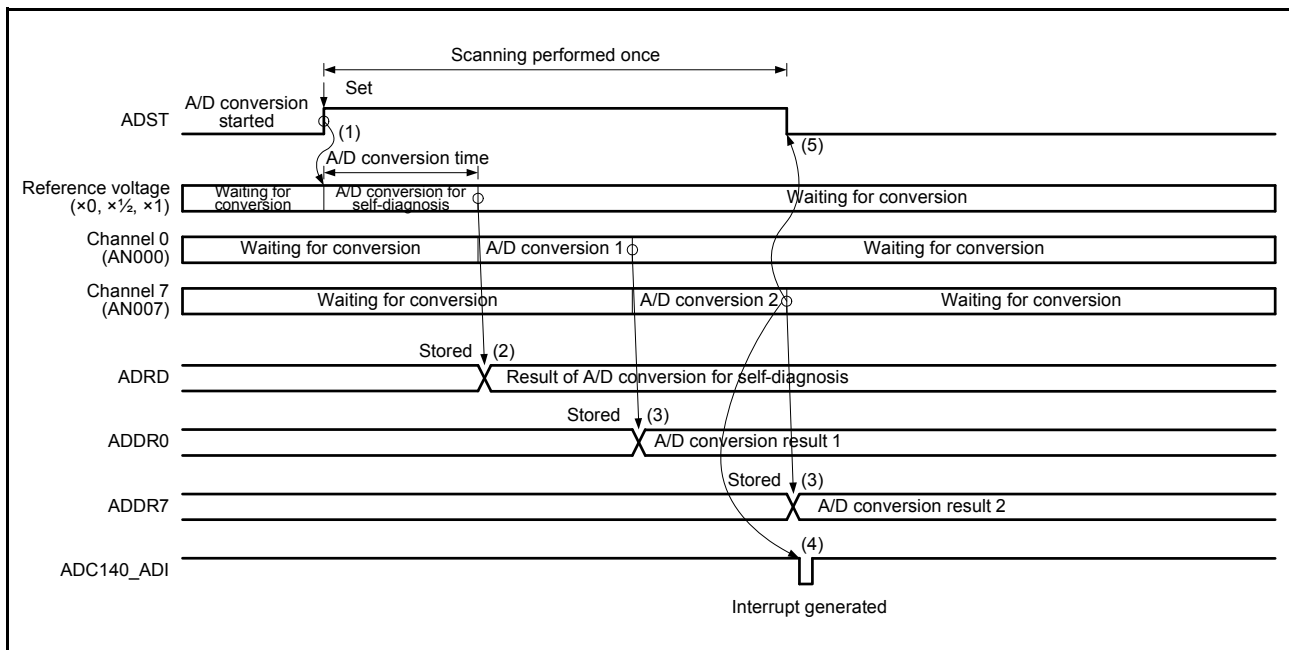 Scanning performed once
Set
A/D conversion
started
ADST
(1)
(5)
A/D conversion time
Reference voltage
(×0, ×½, ×1)
Waiting for
conversion
A/D conversion for
self-diagnosis
Waiting for conversion
Channel 0
(AN000)
Waiting for conversion
A/D conversion 1
Waiting for conversion
Channel 7
(AN007)
Waiting for conversion
A/D conversion 2
Waiting for conversion
Stored (2)
ADRD
Result of A/D conversion for self-diagnosis
Stored (3)
ADDR0
A/D conversion result 1
Stored (3)
ADDR7
A/D conversion result 2
(4)
ADC140_ADI
Interrupt generated